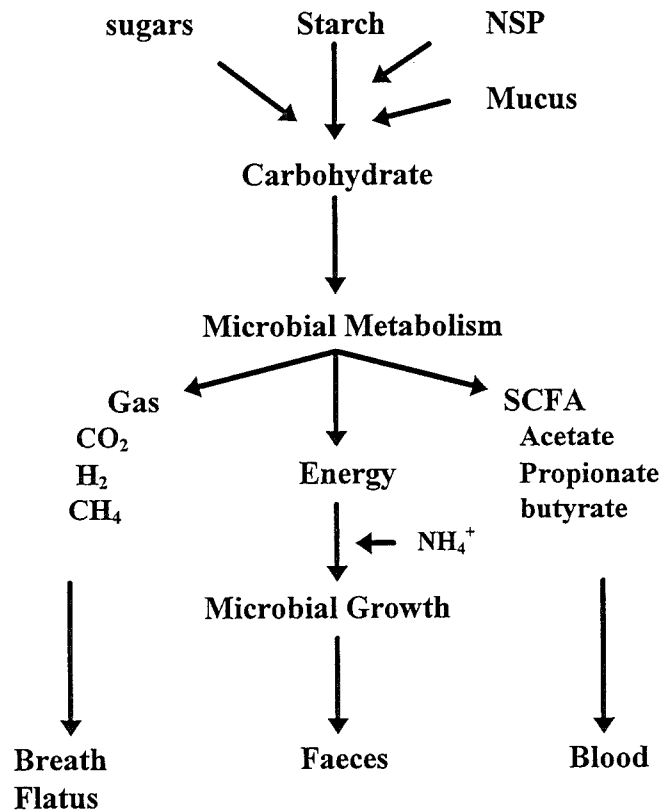 sugars Starch NSP
Mucus
Carbohydrate
Microbial Metabolism
Gas
CO₂
H₂
CH₄
Energy
SCFA
Acetate
Propionate
butyrate
NH₄⁺
Microbial Growth
Breath
Flatus
Faeces
Blood